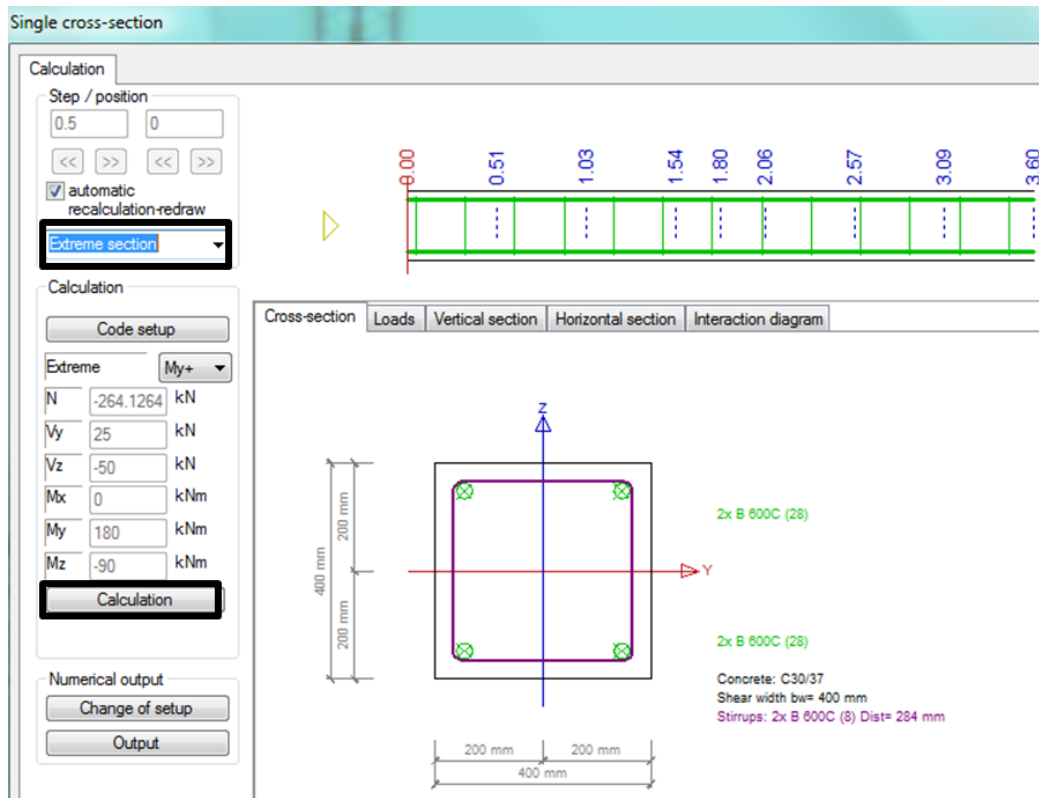 Single cross-section
Calculation
Step / position
0.5 0
<< >> << >>
automatic
recalculation-redraw
Extreme section
0.00 0.51 1.03 1.54 1.80 2.06 2.57 3.09 3.60
Calculation
Code setup
Extreme My+
N -264.1264 kN
Vy 25 kN
Vz -50 kN
Mx 0 kNm
My 180 kNm
Mz -90 kNm
Calculation
Numerical output
Change of setup
Output
Cross-section Loads Vertical section Horizontal section Interaction diagram
Z
Y
200 mm
400 mm
200 mm
2x B 600C (28)
2x B 600C (28)
Concrete: C30/37
Shear width bw= 400 mm
Stirrups: 2x B 600C (8) Dist= 284 mm
200 mm 200 mm
400 mm